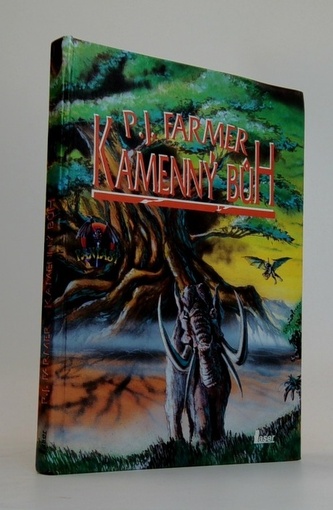 P. J. FARMER
KAMENNÝ BŮH
laser
P. J. FARMER KAMENNÝ BŮH